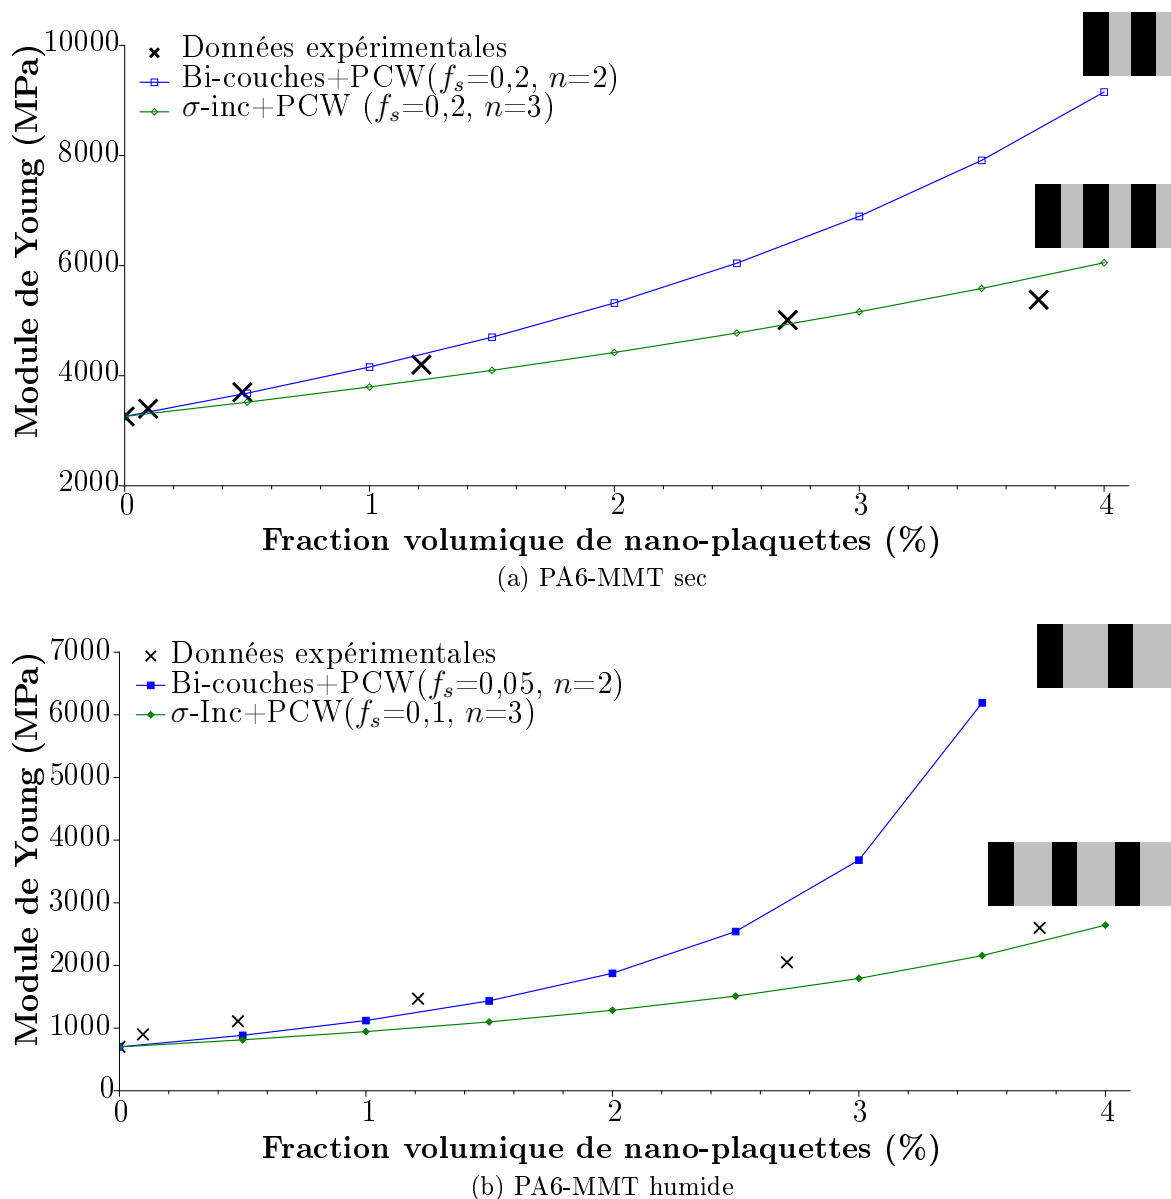 10000
8000
6000
4000
2000
Module de Young (MPa)
Données expérimentales
Bi-couches+PCW(fs=0,2, n=2)
σ-inc+PCW (fs=0,2, n=3)
0 1 2 3 4
Fraction volumique de nano-plaquettes (%)
(a) PA6-MMT sec
7000
6000
5000
4000
3000
2000
1000
0
Module de Young (MPa)
Données expérimentales
Bi-couches+PCW(fs=0,05, n=2)
σ-Inc+PCW(fs=0,1, n=3)
0 1 2 3 4
Fraction volumique de nano-plaquettes (%)
(b) PA6-MMT humide